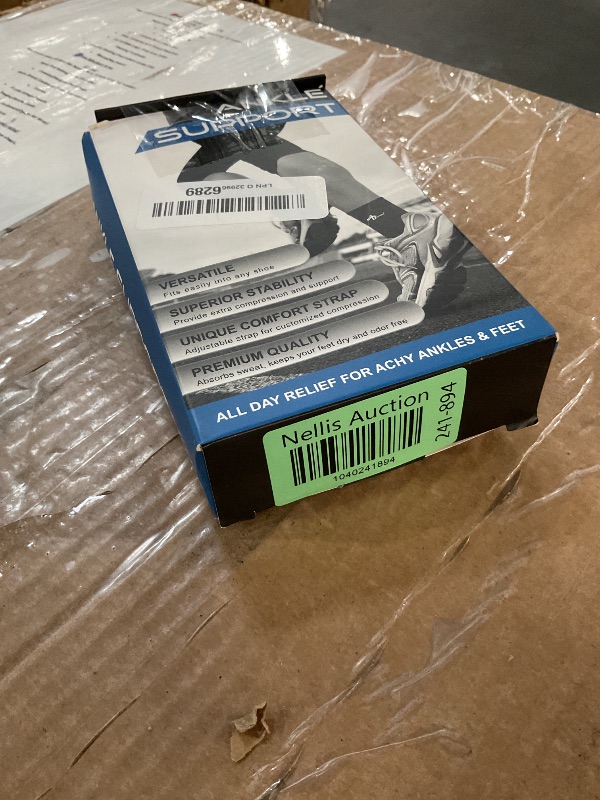 ANKLE
SUPPORT
LPN O 32996
6289
VERSATILE
Fits easily into any shoe
SUPERIOR STABILITY
Provide extra compression and support
UNIQUE COMFORT STRAP
Adjustable strap for customized compression
PREMIUM QUALITY
Absorbs sweat, keeps your feet dry and odor free
ALL DAY RELIEF FOR ACHY ANKLES & FEET
Nellis Auction
1040241894
241-894